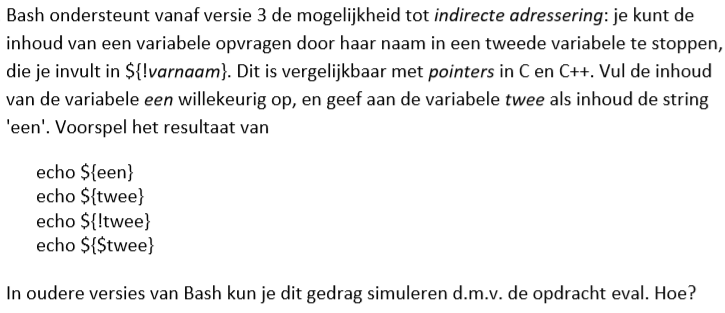 Bash ondersteunt vanaf versie 3 de mogelijkheid tot indirecte adressering: je kunt de
inhoud van een variabele opvragen door haar naam in een tweede variabele te stoppen,
die je invult in ${!varnaam}. Dit is vergelijkbaar met pointers in C en C++. Vul de inhoud
van de variabele een willekeurig op, en geef aan de variabele twee als inhoud de string
'een'. Voorspel het resultaat van
echo ${een}
echo ${twee}
echo ${!twee}
echo ${$twee}
In oudere versies van Bash kun je dit gedrag simuleren d.m.v. de opdracht eval. Hoe?